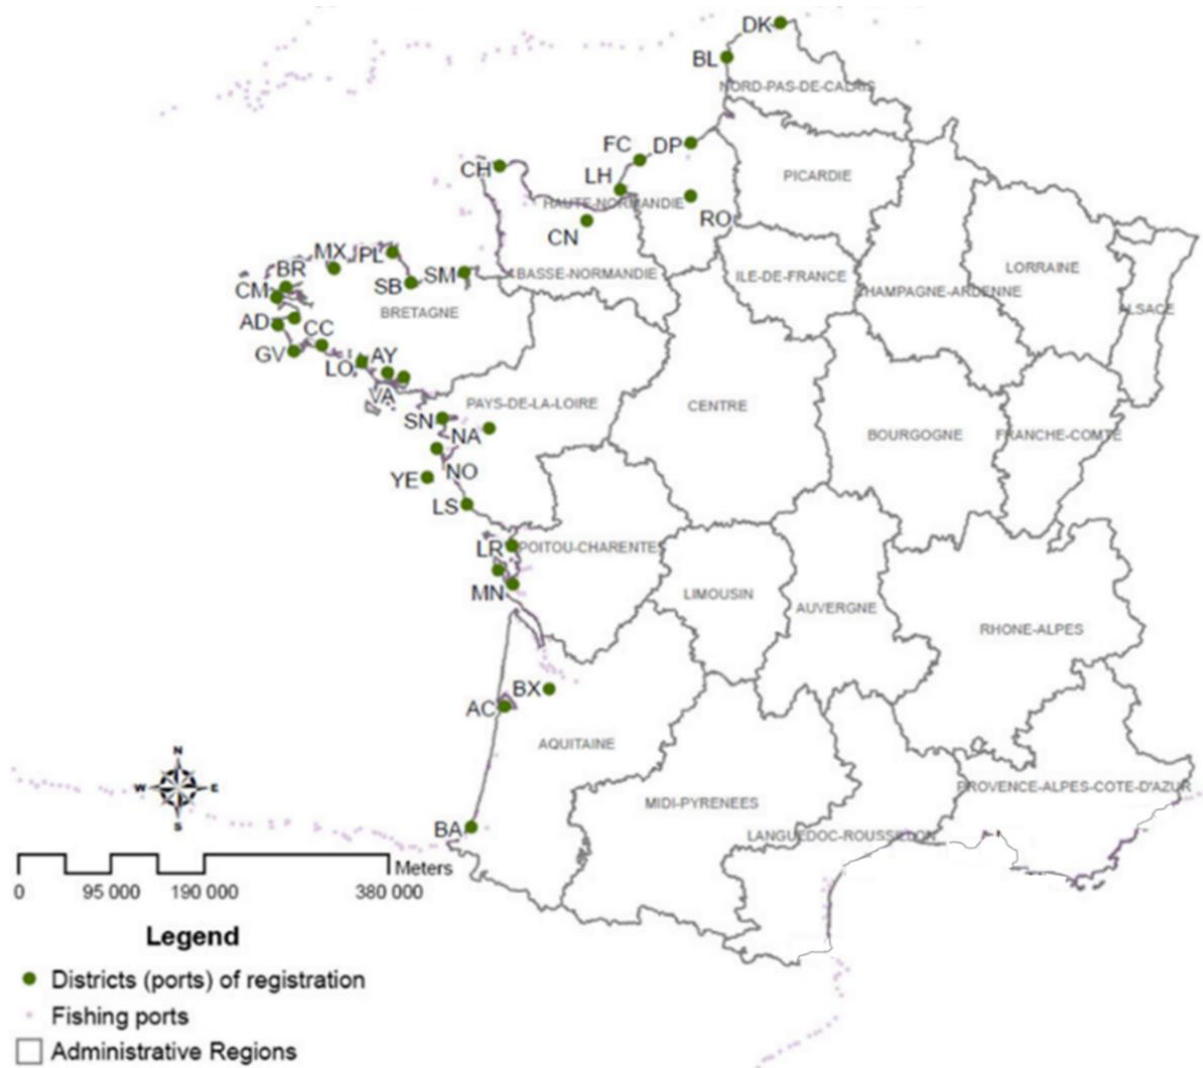 DK
BL
NORD-PAS-DE-CALAIS
FC
DP
CH
LH
PICARDIE
HAUTE-NORMANDIE
RO
CN
MX
PL
BR
SM
BASSE-NORMANDIE
ILE-DE-FRANCE
LORRAINE
CM
SB
CHAMPAGNE-ARDENNE
ALSACE
BRETAGNE
AD
CC
GV
LO
AY
VA
PAYS-DE-LA-LOIRE
CENTRE
SN
NA
BOURGOGNE
FRANCHE-COMTE
NO
YE
LS
LR
POITOU-CHARENTES
MN
LIMOUSIN
AUVERGNE
RHONE-ALPES
BX
AC
AQUITAINE
N
W
E
S
PROVENCE-ALPES-COTE-D'AZUR
MIDI-PYRENEES
BA
LANGUEDOC-ROUSSILLON
Meters
0 95 000 190 000 380 000
Legend
Districts (ports) of registration
Fishing ports
Administrative Regions